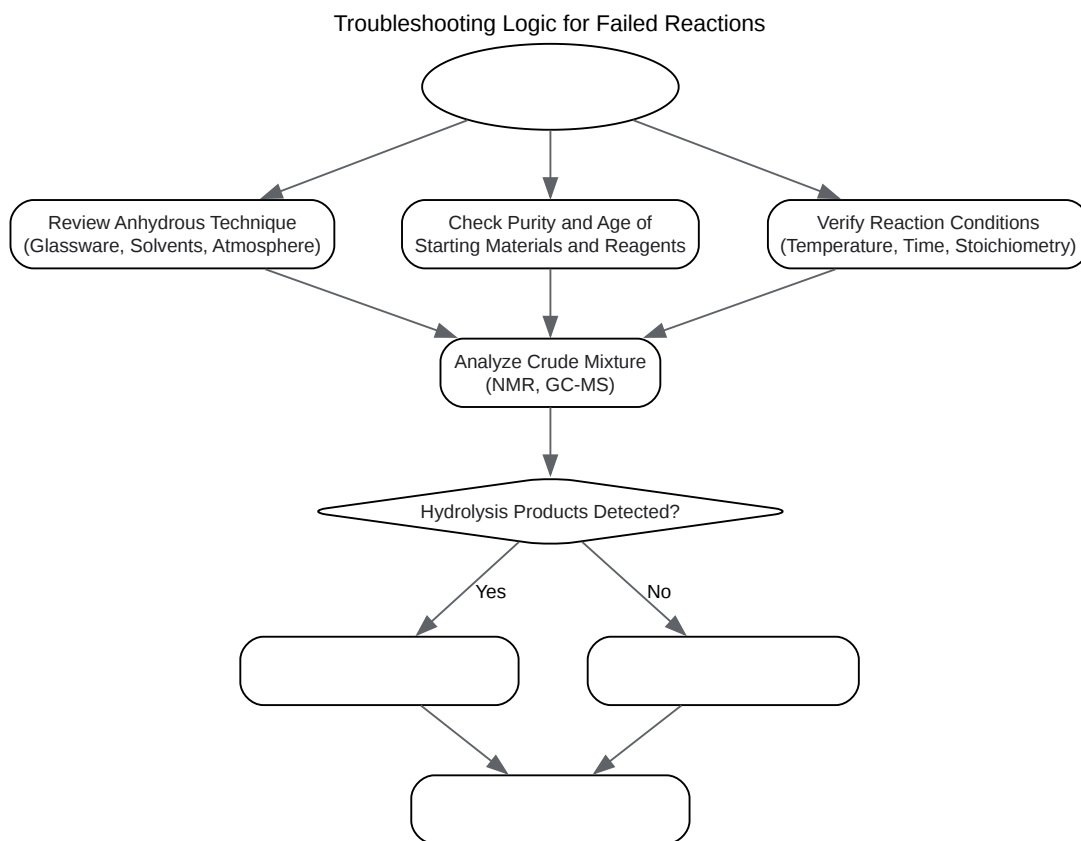 Troubleshooting Logic for Failed Reactions
Review Anhydrous Technique
(Glassware, Solvents, Atmosphere)
Check Purity and Age of
Starting Materials and Reagents
Verify Reaction Conditions
(Temperature, Time, Stoichiometry)
Analyze Crude Mixture
(NMR, GC-MS)
Hydrolysis Products Detected?
Yes
No